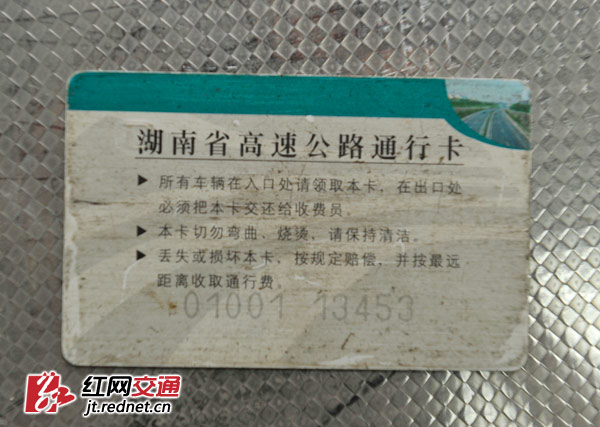 湖南省高速公路通行卡
▶ 所有车辆在入口处请领取本卡，在出口处
必须把本卡交还给收费员。
▶ 本卡切勿弯曲、烧烫，请保持清洁。
▶ 丢失或损坏本卡，按规定赔偿，并按最远
距离收取通行费。
01001 13453
红网交通
jt.rednet.cn